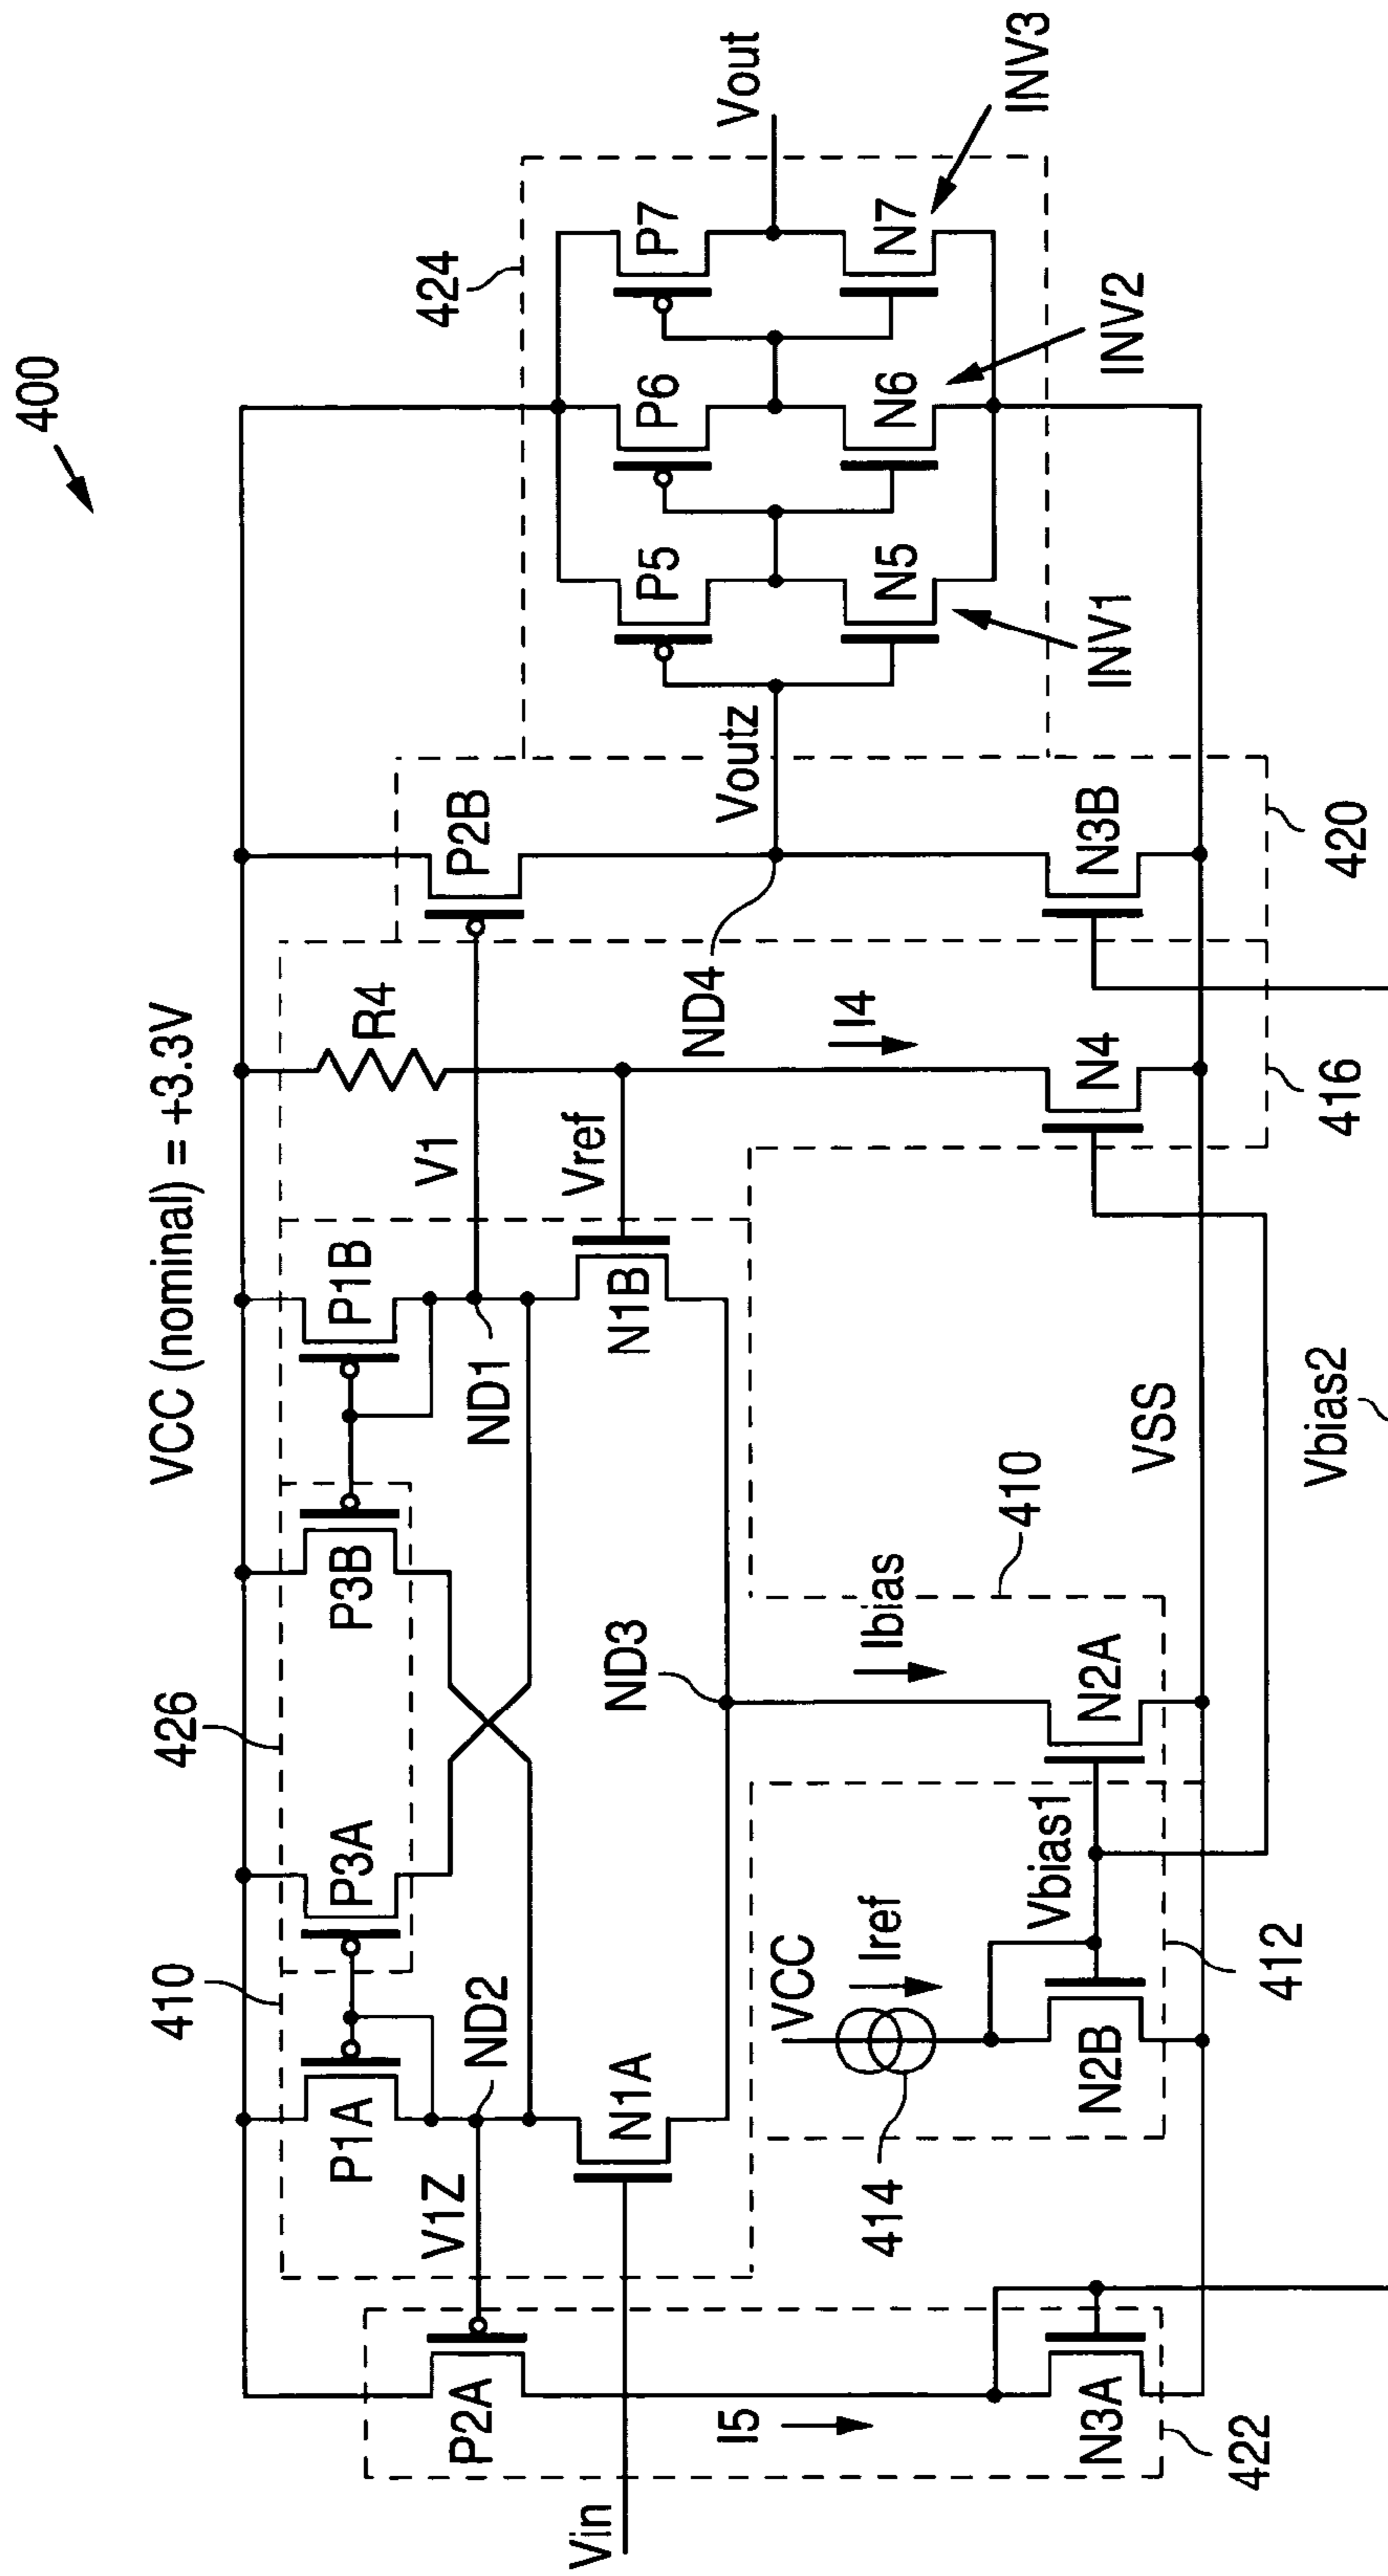 400
VCC (nominal) = +3.3V
410
426
424
P1A
P3A
P3B
P1B
R4
P2B
P5
P6
P7
P2A
V1Z
ND2
ND1
V1
Vref
Voutz
Vout
Vin
N1A
ND3
N1B
ND4
I5
VCC
Iref
Ibias
I4
414
410
N5
N6
N7
INV1
INV2
INV3
N3A
N2B
Vbias1
N2A
N4
N3B
VSS
422
412
Vbias2
416
420